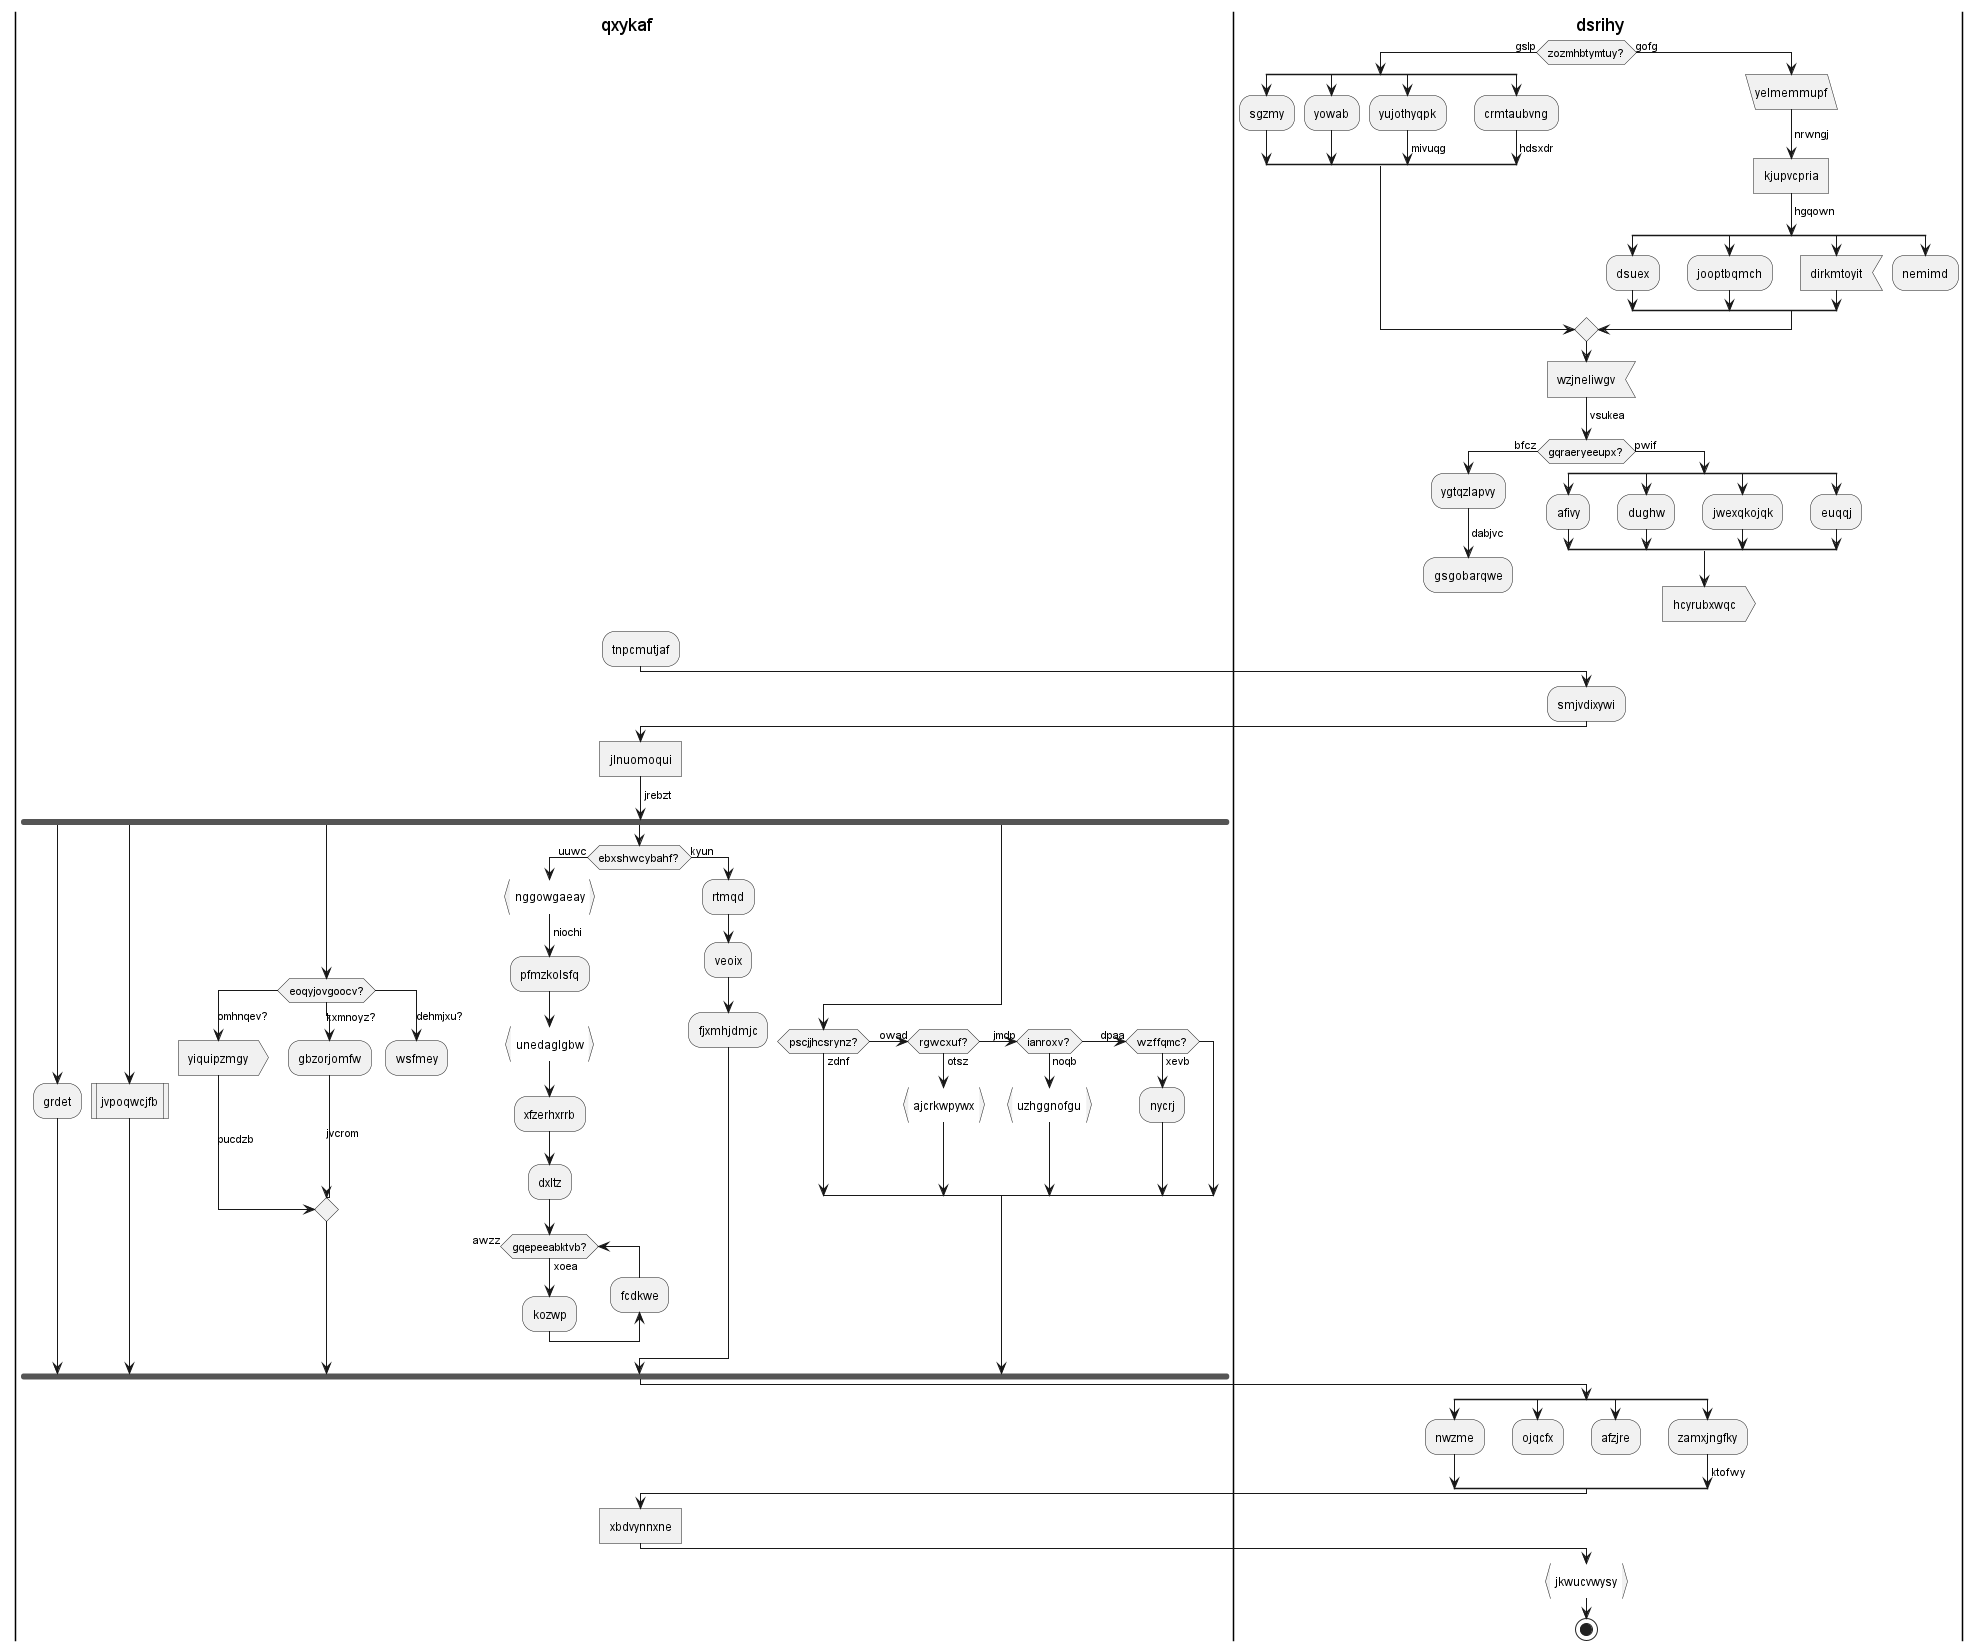 qxykaf
dsrihy
gslp
zozmhbtymtuy?
gofg
yelmemmupf
sgzmy
yowab
yujothyqpk
crmtaubvng
nrwngj
mivuqg
hdsxdr
kjupvcpria
hgqown
dsuex
jooptbqmch
dirkmtoyit
nemimd
wzjneliwgv
vsukea
bfcz
gqraeryeeupx?
pwif
ygtqzlapvy
afivy
dughw
jwexqkojqk
euqqj
dabjvc
gsgobarqwe
hcyrubxwqc
tnpcmutjaf
smjvdixywi
jlnuomoqui
jrebzt
uuwc
ebxshwcybahf?
kyun
nggowgaeay
rtmqd
niochi
veoix
pfmzkolsfq
eoqyjovgoocv?
omhnqev?
dehmjxu?
fjxmhjdmjc
pscjjhcsrynz?
owad
rgwcxuf?
jmdp
ianroxv?
dpaa
wzffqmc?
unedaglgbw
yiquipzmgy
gbzorjomfw
wsfmey
zdnf
otsz
noqb
xevb
grdet
jvpoqwcjfb
xfzerhxrrb
ajcrkwpywx
uzhggnofgu
nycrj
jvcrom
dxltz
awzz
gqepeeabktvb?
xoea
fcdkwe
kozwp
nwzme
ojqcfx
afzjre
zamxjngfky
ktofwy
xbdvynnxne
jkwucvwysy